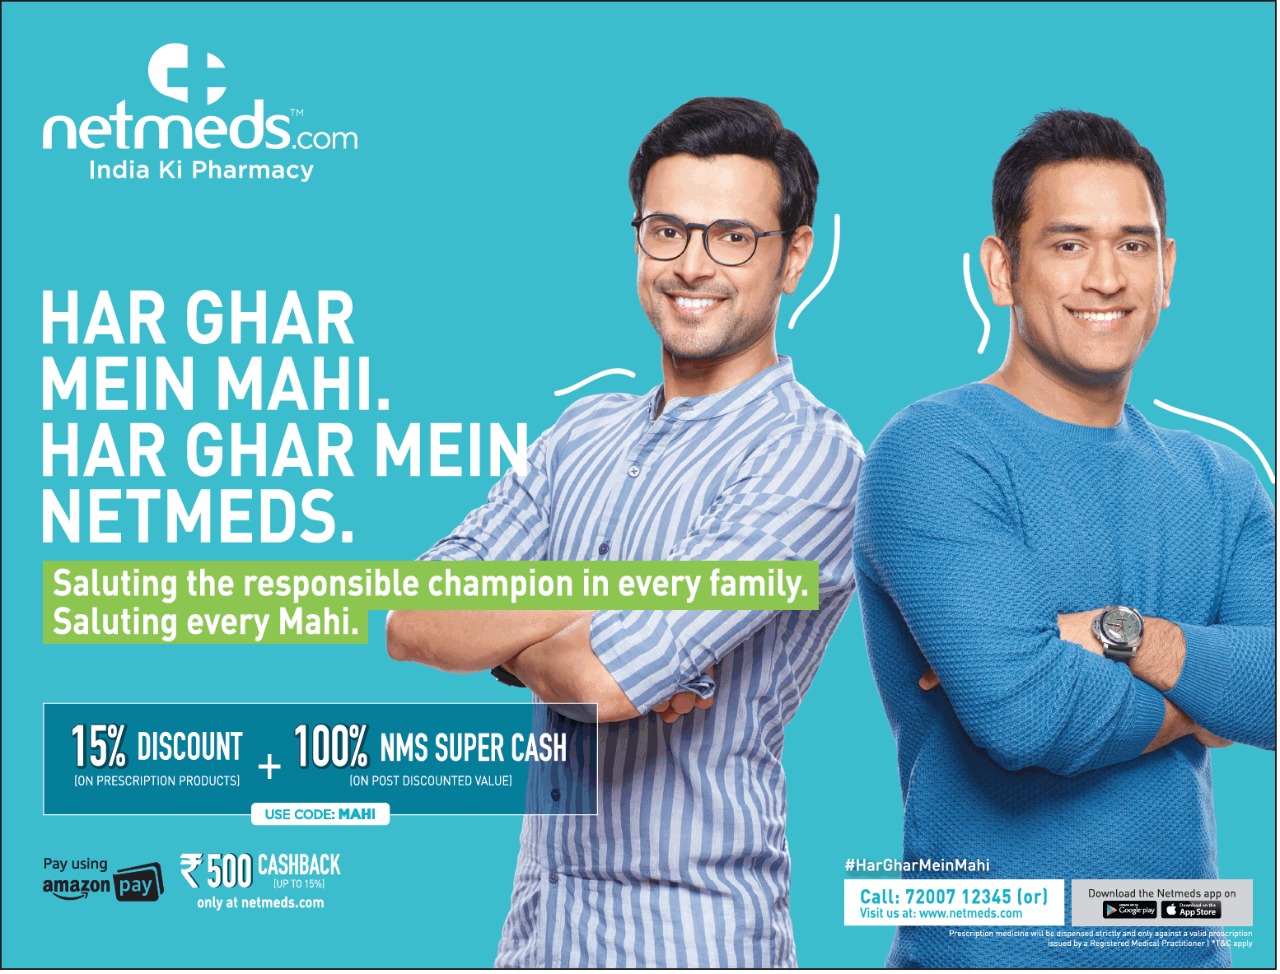 netmeds.com™
India Ki Pharmacy
HAR GHAR
MEIN MAHI.
HAR GHAR MEIN
NETMEDS.
Saluting the responsible champion in every family.
Saluting every Mahi.
15% DISCOUNT
(ON PRESCRIPTION PRODUCTS)
+
100% NMS SUPER CASH
(ON POST DISCOUNTED VALUE)
USE CODE: MAHI
Pay using
amazon pay
₹500 CASHBACK
(UP TO 15%)
only at netmeds.com
#HarGharMeinMahi
Call: 72007 12345 (or)
Visit us at: www.netmeds.com
Download the Netmeds app on
Google play
Download on the
App Store
Prescription medicine will be dispensed strictly and only against a valid prescription
issued by a Registered Medical Practitioner | *T&C apply